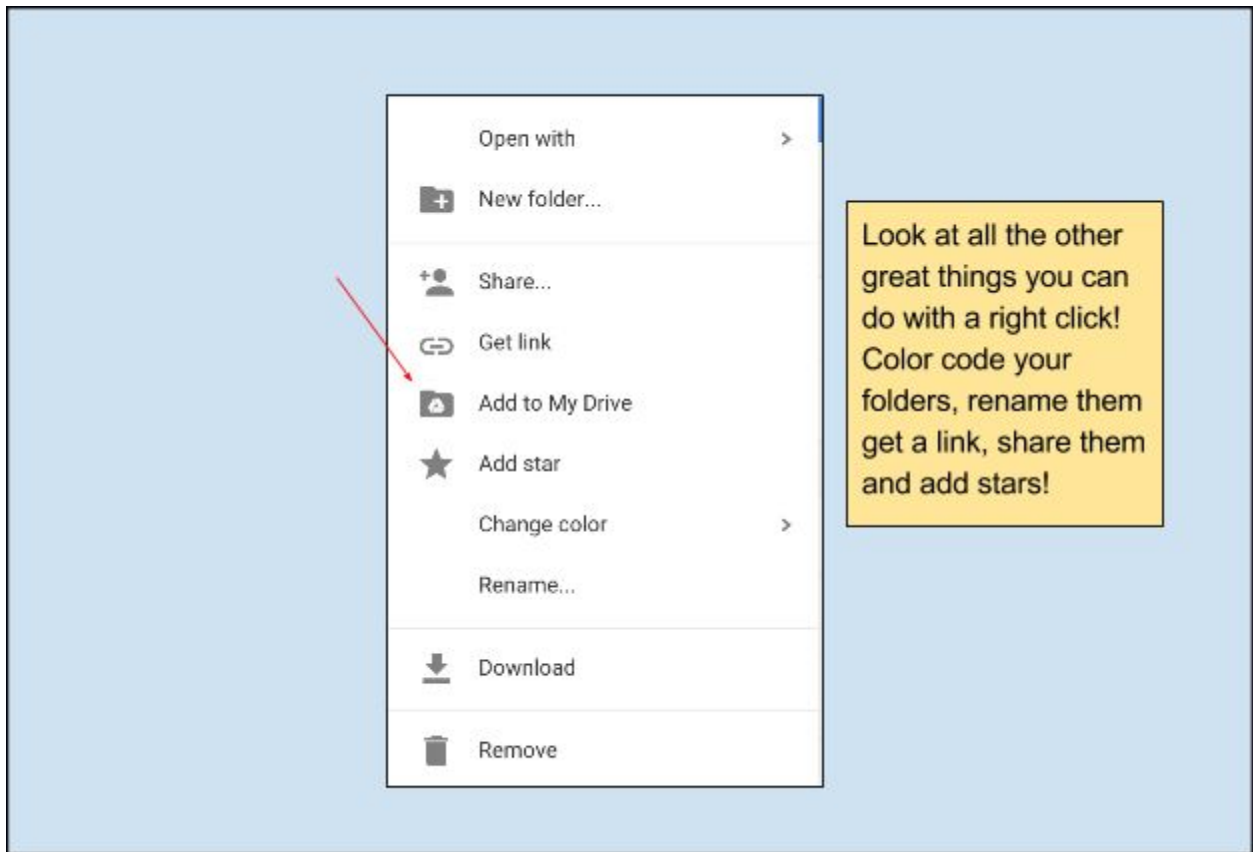 Open with
New folder...
Share...
Get link
Add to My Drive
Add star
Change color
Rename...
Download
Remove
Look at all the other
great things you can
do with a right click!
Color code your
folders, rename them
get a link, share them
and add stars!